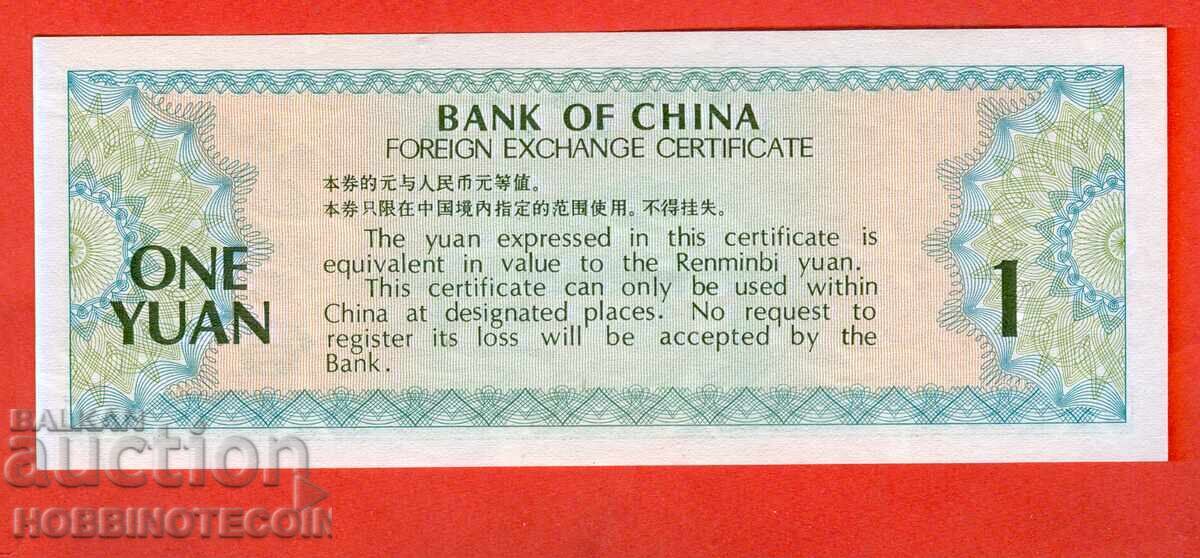 BANK OF CHINA
FOREIGN EXCHANGE CERTIFICATE
本券的元与人民币元等值。
本券只限在中国境内指定的范围使用。不得挂失。
The yuan expressed in this certificate is
equivalent in value to the Renminbi yuan.
This certificate can only be used within
China at designated places. No request to
register its loss will be accepted by the
Bank.
ONE
YUAN
1
BALKAN
auction
HOBBINOTECOIN